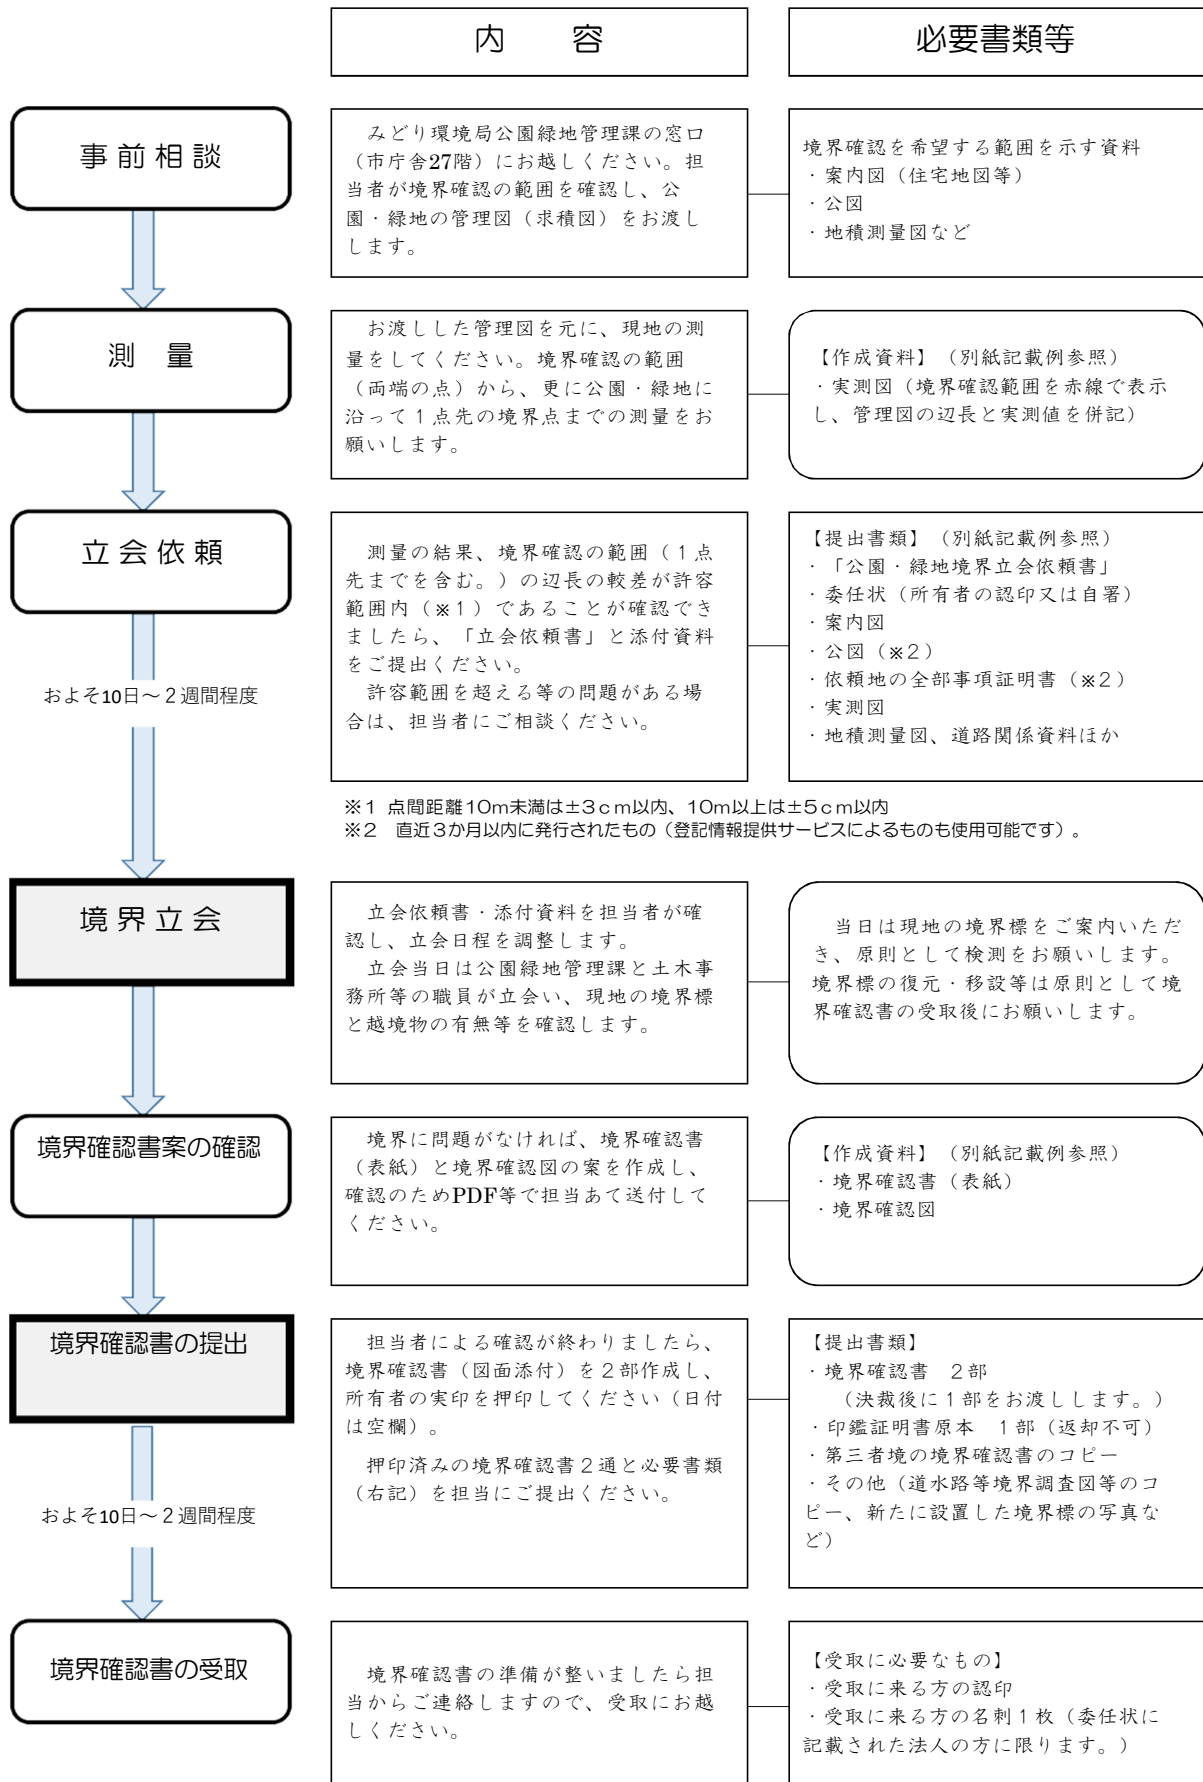 内　　容
必要書類等
事前相談
みどり環境局公園緑地管理課の窓口
（市庁舎27階）にお越しください。担
当者が境界確認の範囲を確認し、公
園・緑地の管理図（求積図）をお渡し
します。
境界確認を希望する範囲を示す資料
・案内図（住宅地図等）
・公図
・地積測量図など
測　量
お渡しした管理図を元に、現地の測
量をしてください。境界確認の範囲
（両端の点）から、更に公園・緑地に
沿って１点先の境界点までの測量をお
願いします。
【作成資料】（別紙記載例参照）
・実測図（境界確認範囲を赤線で表示
し、管理図の辺長と実測値を併記）
立会依頼
測量の結果、境界確認の範囲（１点
先までを含む。）の辺長の較差が許容
範囲内（※１）であることが確認でき
ましたら、「立会依頼書」と添付資料
をご提出ください。
許容範囲を超える等の問題がある場
合は、担当者にご相談ください。
【提出書類】（別紙記載例参照）
・「公園・緑地境界立会依頼書」
・委任状（所有者の認印又は自署）
・案内図
・公図（※２）
・依頼地の全部事項証明書（※２）
・実測図
・地積測量図、道路関係資料ほか
およそ10日～２週間程度
※１ 点間距離10ｍ未満は±３ｃｍ以内、10ｍ以上は±５ｃｍ以内
※２　直近３か月以内に発行されたもの（登記情報提供サービスによるものも使用可能です）。
境界立会
立会依頼書・添付資料を担当者が確
認し、立会日程を調整します。
立会当日は公園緑地管理課と土木事
務所等の職員が立会い、現地の境界標
と越境物の有無等を確認します。
当日は現地の境界標をご案内いただ
き、原則として検測をお願いします。
境界標の復元・移設等は原則として境
界確認書の受取後にお願いします。
境界確認書案の確認
境界に問題がなければ、境界確認書
（表紙）と境界確認図の案を作成し、
確認のためPDF等で担当あて送付して
ください。
【作成資料】（別紙記載例参照）
・境界確認書（表紙）
・境界確認図
境界確認書の提出
担当者による確認が終わりましたら、
境界確認書（図面添付）を２部作成し、
所有者の実印を押印してください（日付
は空欄）。
押印済みの境界確認書２通と必要書類
（右記）を担当にご提出ください。
【提出書類】
・境界確認書　２部
（決裁後に１部をお渡しします。）
・印鑑証明書原本　１部（返却不可）
・第三者境の境界確認書のコピー
・その他（道水路等境界調査図等のコ
ピー、新たに設置した境界標の写真な
ど）
およそ10日～２週間程度
境界確認書の受取
境界確認書の準備が整いましたら担
当からご連絡しますので、受取にお越
しください。
【受取に必要なもの】
・受取に来る方の認印
・受取に来る方の名刺１枚（委任状に
記載された法人の方に限ります。）